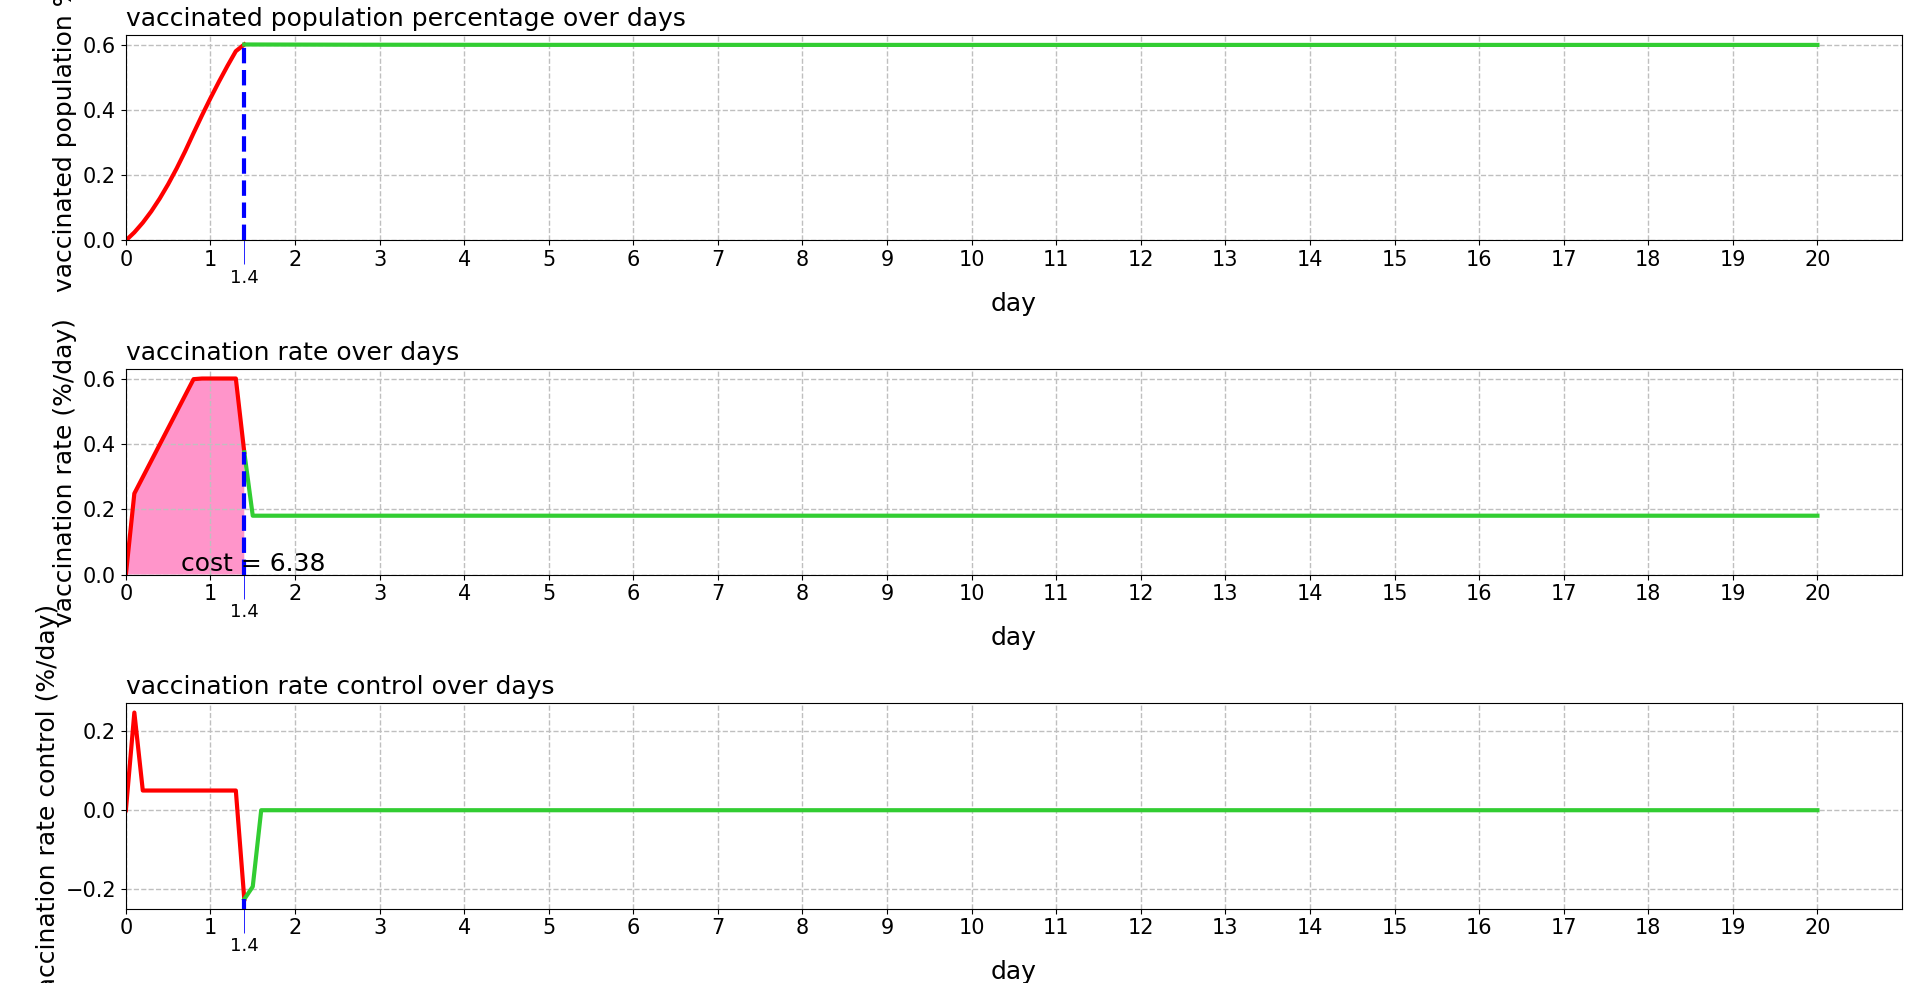 vaccinated population percentage over days
vaccinated population %
0.6
0.4
0.2
0.0
0 1 2 3 4 5 6 7 8 9 10 11 12 13 14 15 16 17 18 19 20
1.4
day
vaccination rate over days
vaccination rate (%/day)
0.6
0.4
0.2
0.0
cost = 6.38
0 1 2 3 4 5 6 7 8 9 10 11 12 13 14 15 16 17 18 19 20
1.4
day
vaccination rate control over days
accination rate control (%/day)
0.2
0.0
−0.2
0 1 2 3 4 5 6 7 8 9 10 11 12 13 14 15 16 17 18 19 20
1.4
day